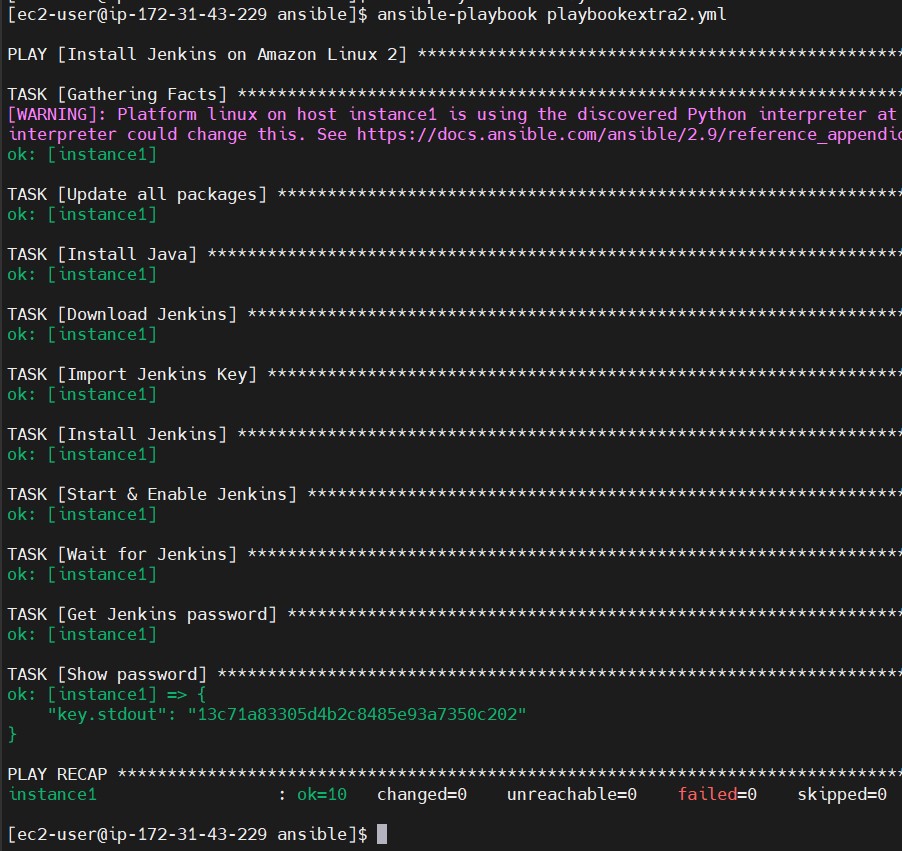 [ec2-user@ip-172-31-43-229 ansible]$ ansible-playbook playbookextra2.yml
PLAY [Install Jenkins on Amazon Linux 2] *************************************************
TASK [Gathering Facts] *******************************************************************
[WARNING]: Platform linux on host instance1 is using the discovered Python interpreter at
interpreter could change this. See https://docs.ansible.com/ansible/2.9/reference_appendic
ok: [instance1]
TASK [Update all packages] ***************************************************************
ok: [instance1]
TASK [Install Java] **********************************************************************
ok: [instance1]
TASK [Download Jenkins] ******************************************************************
ok: [instance1]
TASK [Import Jenkins Key] ****************************************************************
ok: [instance1]
TASK [Install Jenkins] *******************************************************************
ok: [instance1]
TASK [Start & Enable Jenkins] ************************************************************
ok: [instance1]
TASK [Wait for Jenkins] ******************************************************************
ok: [instance1]
TASK [Get Jenkins password] **************************************************************
ok: [instance1]
TASK [Show password] *********************************************************************
ok: [instance1] => {
    "key.stdout": "13c71a83305d4b2c8485e93a7350c202"
}
PLAY RECAP *******************************************************************************
instance1                  : ok=10   changed=0    unreachable=0    failed=0    skipped=0
[ec2-user@ip-172-31-43-229 ansible]$